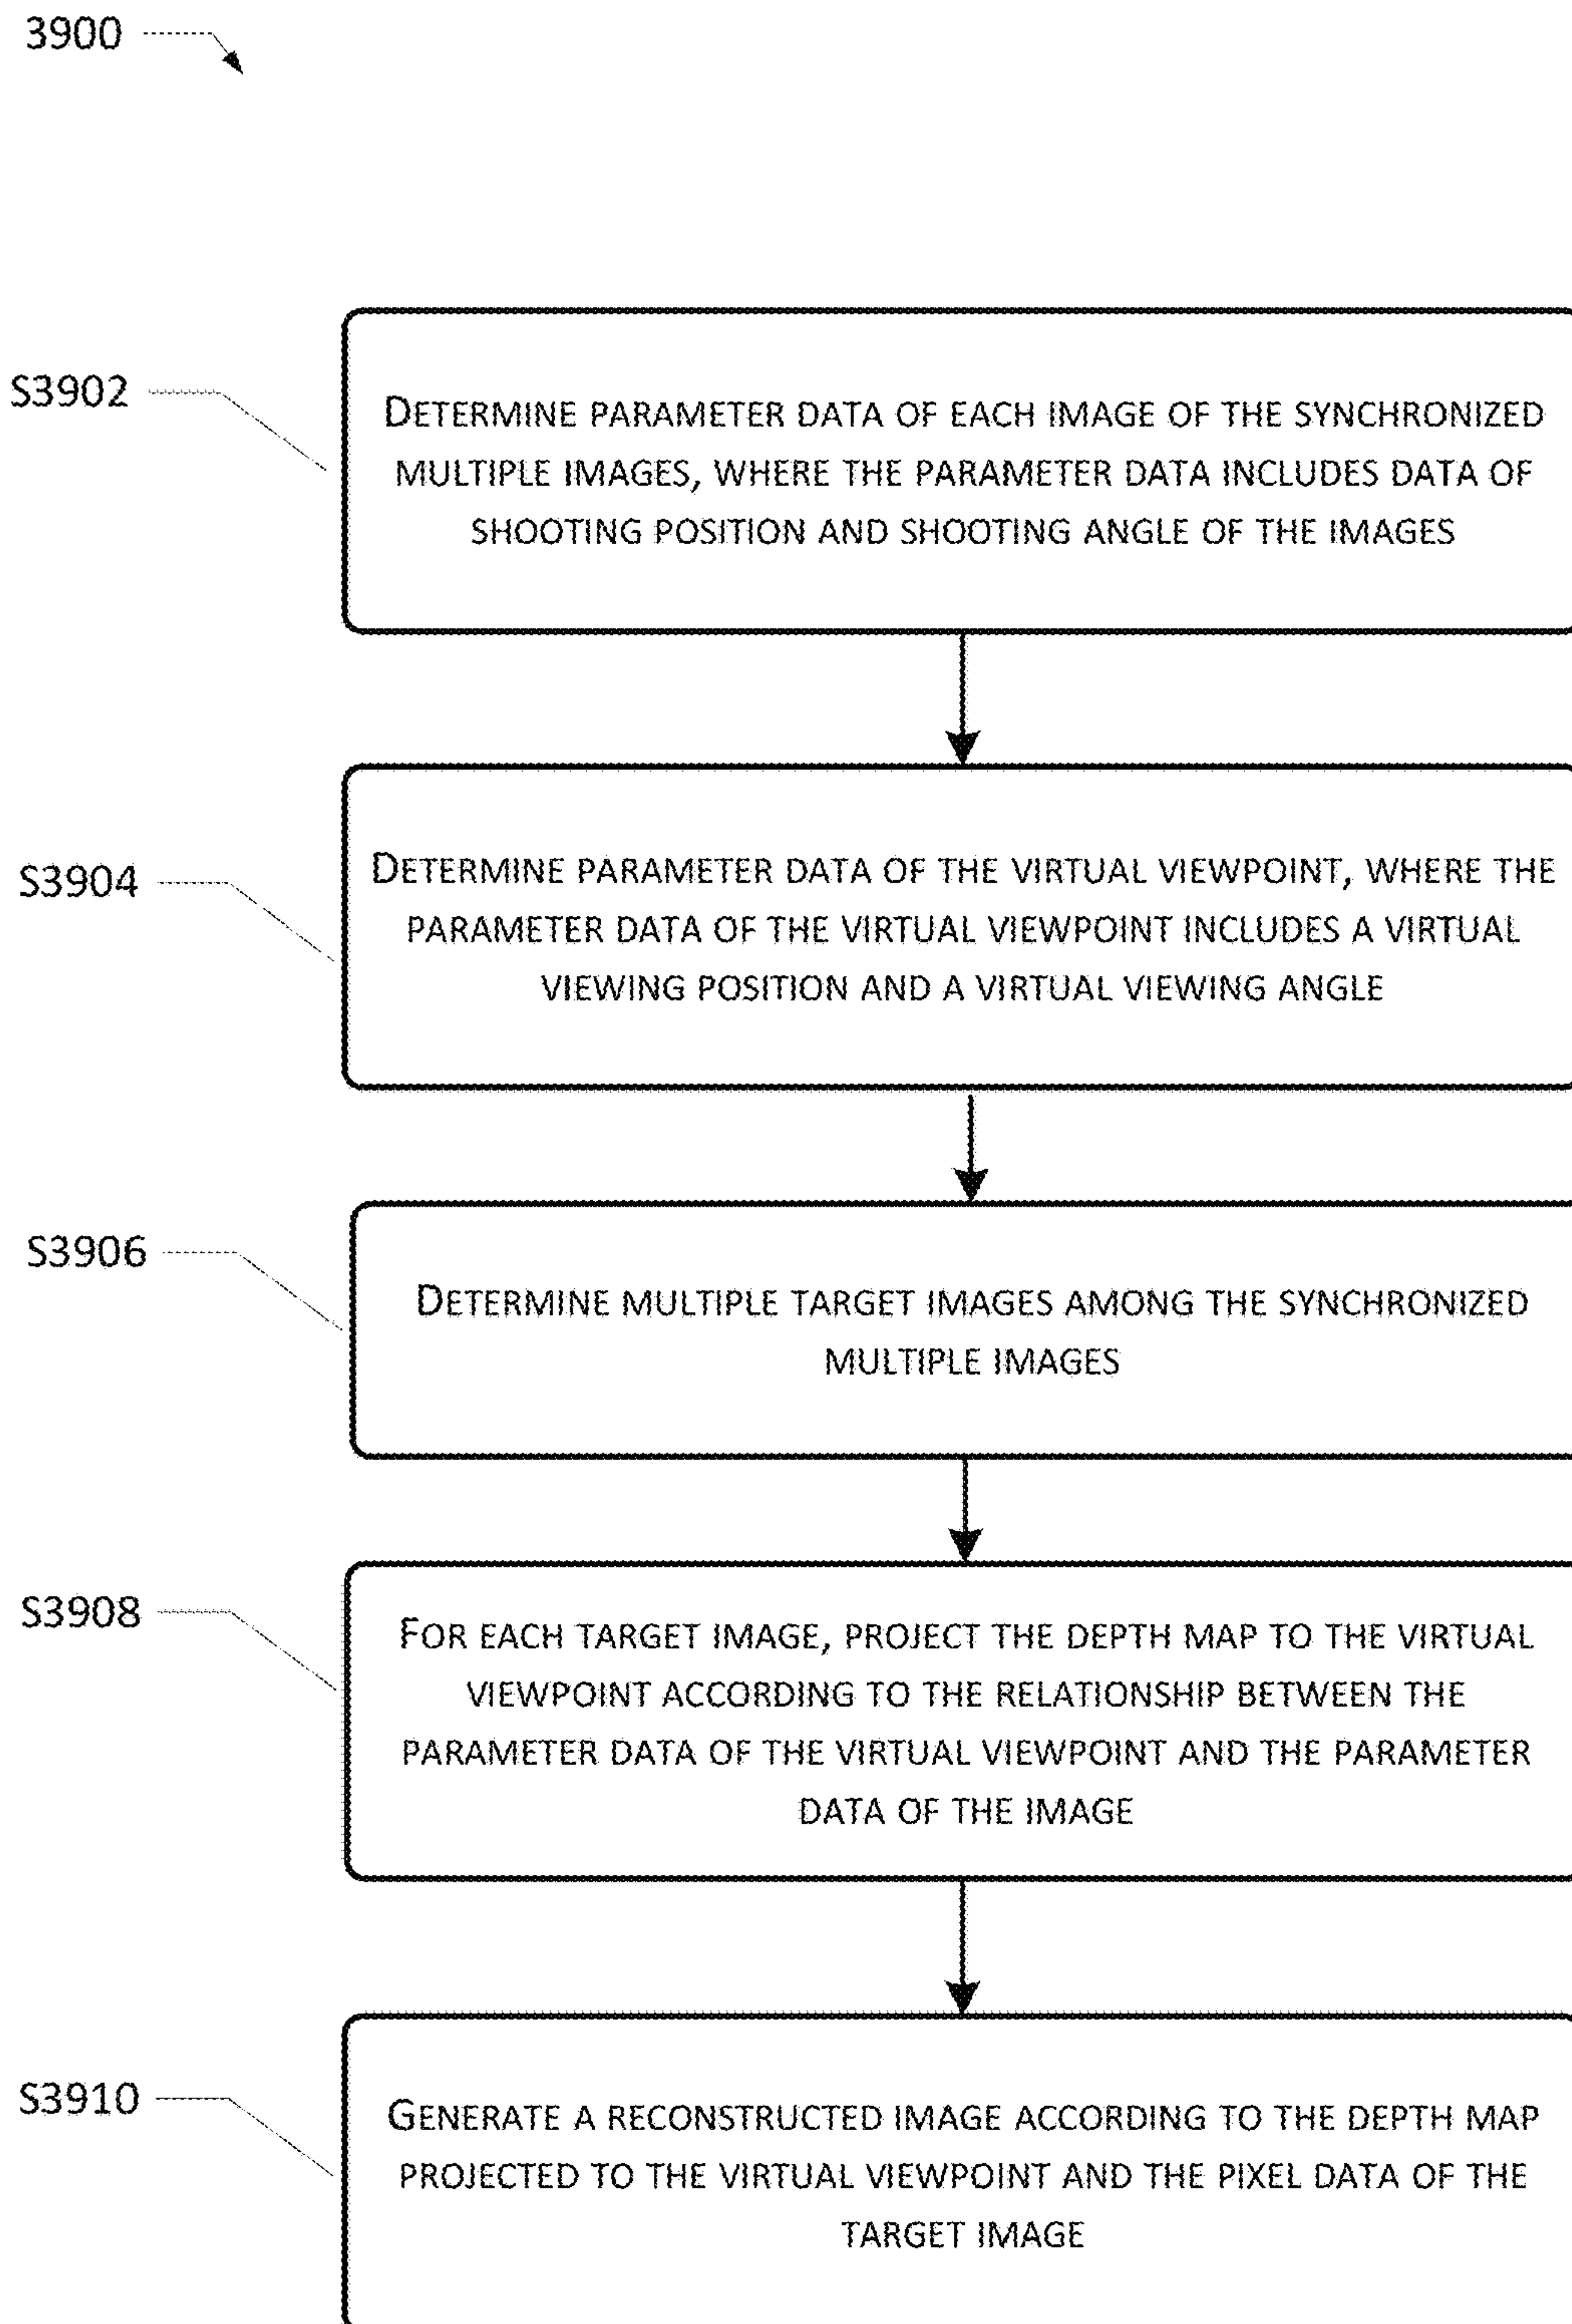 3900
S3902
DETERMINE PARAMETER DATA OF EACH IMAGE OF THE SYNCHRONIZED
MULTIPLE IMAGES, WHERE THE PARAMETER DATA INCLUDES DATA OF
SHOOTING POSITION AND SHOOTING ANGLE OF THE IMAGES
S3904
DETERMINE PARAMETER DATA OF THE VIRTUAL VIEWPOINT, WHERE THE
PARAMETER DATA OF THE VIRTUAL VIEWPOINT INCLUDES A VIRTUAL
VIEWING POSITION AND A VIRTUAL VIEWING ANGLE
S3906
DETERMINE MULTIPLE TARGET IMAGES AMONG THE SYNCHRONIZED
MULTIPLE IMAGES
S3908
FOR EACH TARGET IMAGE, PROJECT THE DEPTH MAP TO THE VIRTUAL
VIEWPOINT ACCORDING TO THE RELATIONSHIP BETWEEN THE
PARAMETER DATA OF THE VIRTUAL VIEWPOINT AND THE PARAMETER
DATA OF THE IMAGE
S3910
GENERATE A RECONSTRUCTED IMAGE ACCORDING TO THE DEPTH MAP
PROJECTED TO THE VIRTUAL VIEWPOINT AND THE PIXEL DATA OF THE
TARGET IMAGE